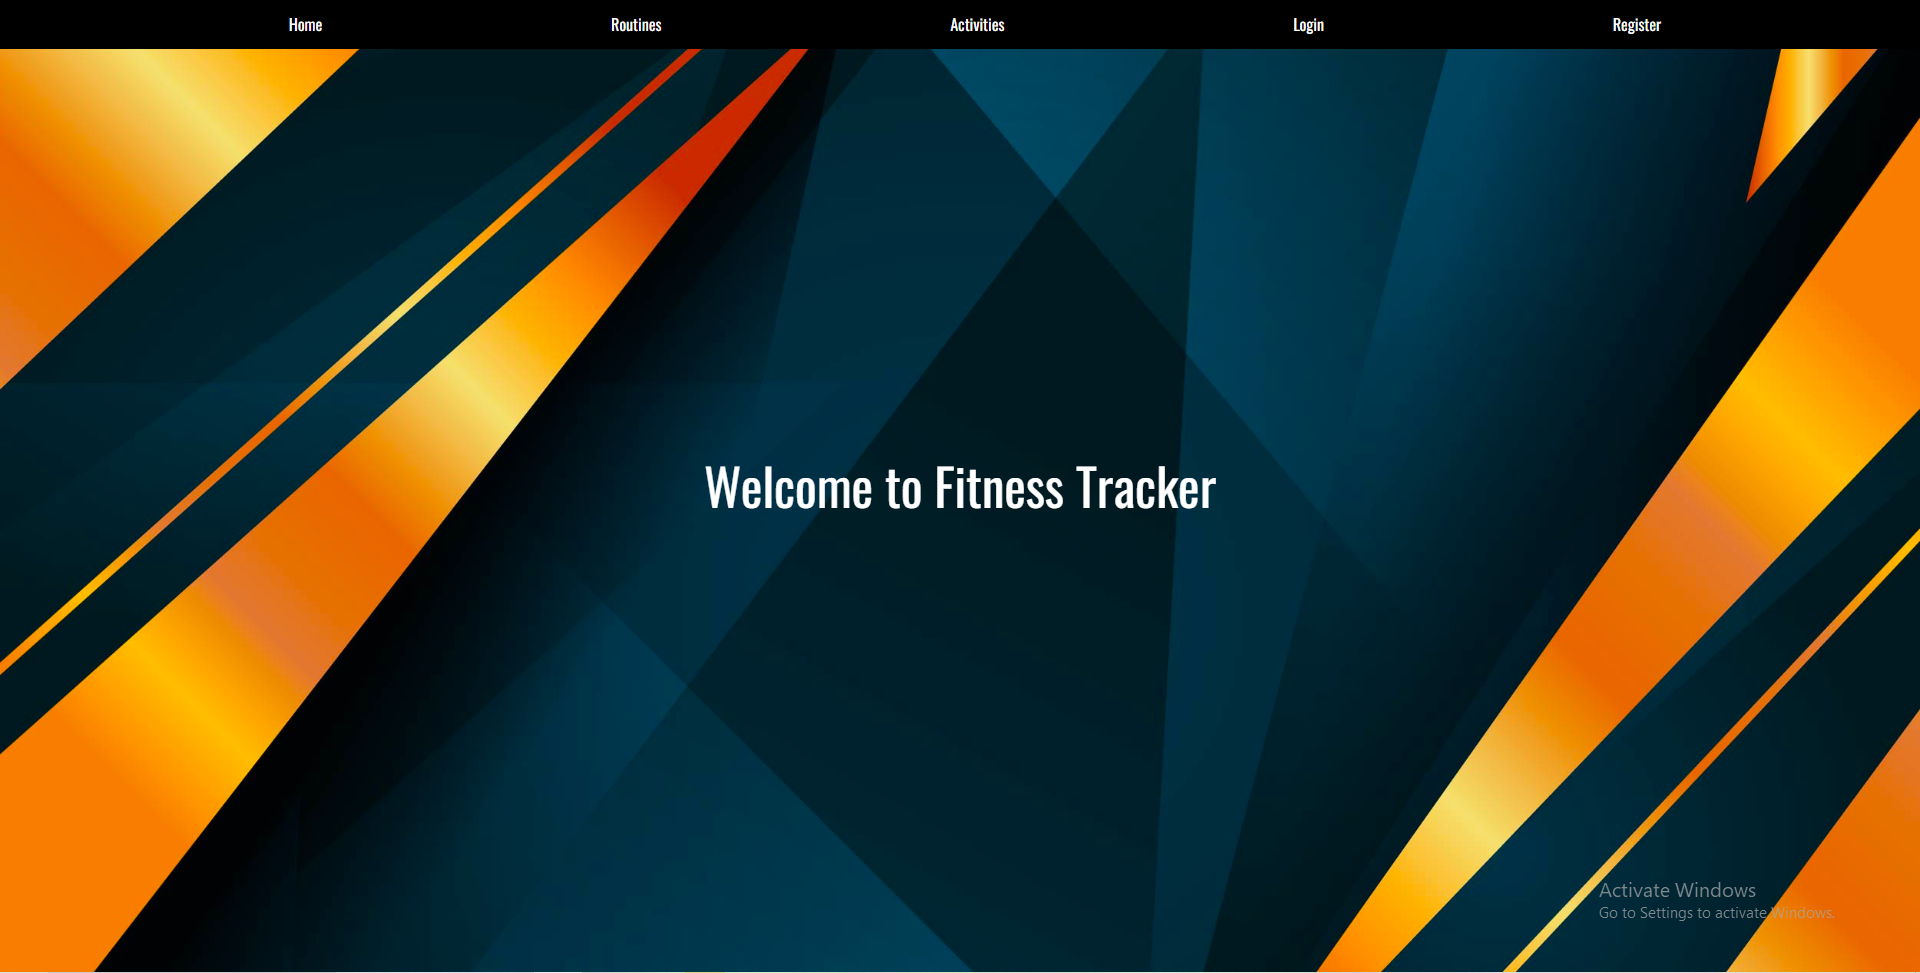 Home Routines Activities Login Register
Welcome to Fitness Tracker
Activate Windows
Go to Settings to activate Windows.